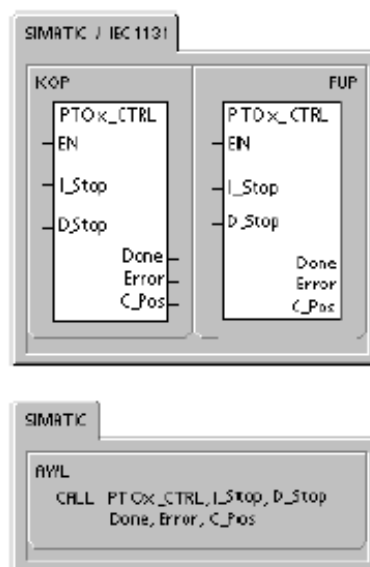 SIMATIC / IEC 1131
KOP
FUP
PTOx_CTRL
EN
I_Stop
D_Stop
Done
Error
C_Pos
PTOx_CTRL
EN
I_Stop
D_Stop
Done
Error
C_Pos
SIMATIC
AWL
CALL PTOx_CTRL, I_Stop, D_Stop
Done, Error, C_Pos